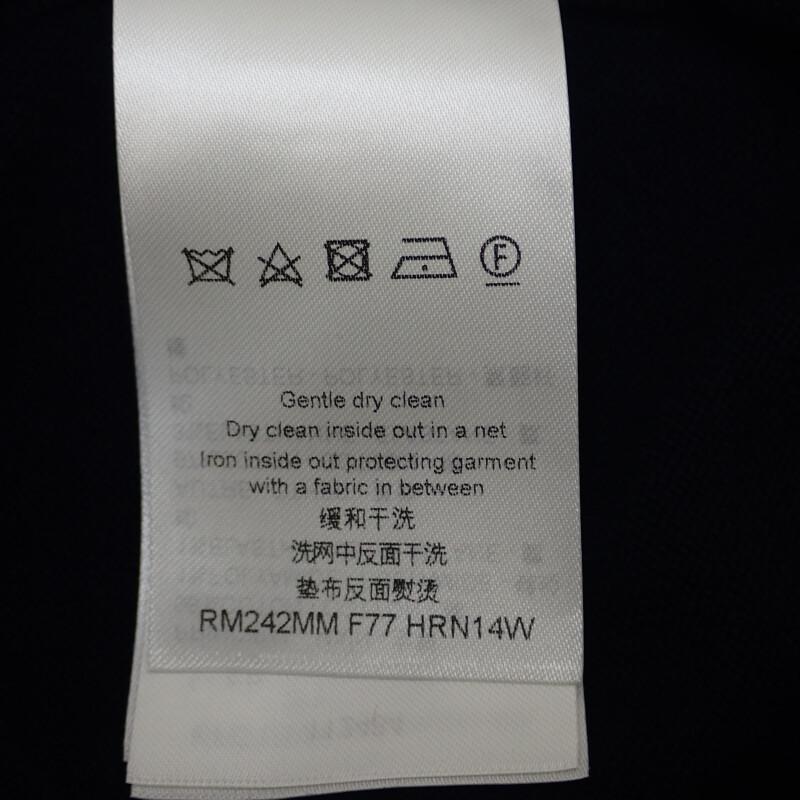 F
Gentle dry clean
Dry clean inside out in a net
Iron inside out protecting garment
with a fabric in between
缓和干洗
洗网中反面干洗
垫布反面熨烫
RM242MM F77 HRN14W